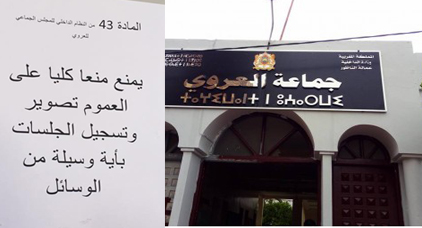 المادة 43 من النظام الداخلي للمجلس الجماعي
للعروي
يمنع منعا كليا على
العموم تصوير
وتسجيل الجلسات
بأية وسيلة من
الوسائل
المملكة المغربية
وزارة الداخلية
عمالة الناظور
جماعة العروي
ⵜⴰⴳⵎⴰⵡⵜ